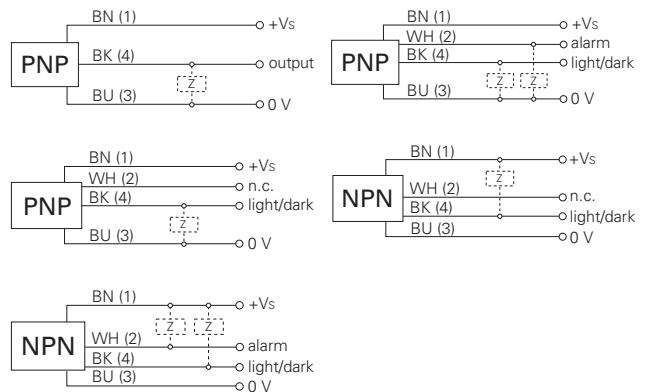 BN (1)
+Vs
PNP
BK (4)
output
Z
BU (3)
0 V
BN (1)
+Vs
WH (2)
alarm
PNP
BK (4)
light/dark
Z Z
BU (3)
0 V
BN (1)
+Vs
WH (2)
n.c.
PNP
BK (4)
light/dark
Z
BU (3)
0 V
BN (1)
+Vs
Z
NPN
WH (2)
n.c.
BK (4)
light/dark
BU (3)
0 V
BN (1)
+Vs
Z Z
NPN
WH (2)
alarm
BK (4)
light/dark
BU (3)
0 V